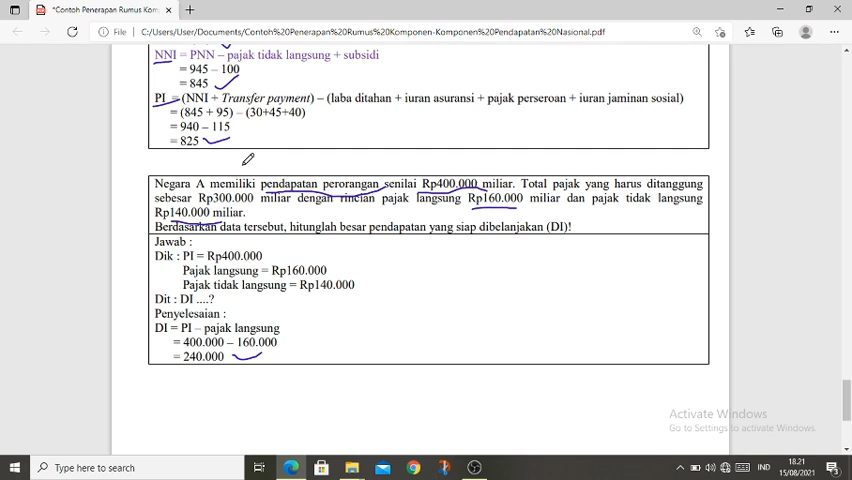 *Contoh Penerapan Rumus Kom
File
C:/Users/User/Documents/Contoh%20Penerapan%20Rumus%20Komponen-Komponen%20Pendapatan%20Nasional.pdf
NNI = PNN – pajak tidak langsung + subsidi
= 945 – 100
= 845
PI = (NNI + Transfer payment) – (laba ditahan + iuran asuransi + pajak perseroan + iuran jaminan sosial)
= (845 + 95) – (30+45+40)
= 940 – 115
= 825
Negara A memiliki pendapatan perorangan senilai Rp400.000 miliar. Total pajak yang harus ditanggung
sebesar Rp300.000 miliar dengan rincian pajak langsung Rp160.000 miliar dan pajak tidak langsung
Rp140.000 miliar.
Berdasarkan data tersebut, hitunglah besar pendapatan yang siap dibelanjakan (DI)!
Jawab :
Dik : PI = Rp400.000
Pajak langsung = Rp160.000
Pajak tidak langsung = Rp140.000
Dit : DI ....?
Penyelesaian :
DI = PI – pajak langsung
= 400.000 – 160.000
= 240.000
Activate Windows
Go to Settings to activate Windows.
Type here to search
IND
18.21
15/08/2021
3